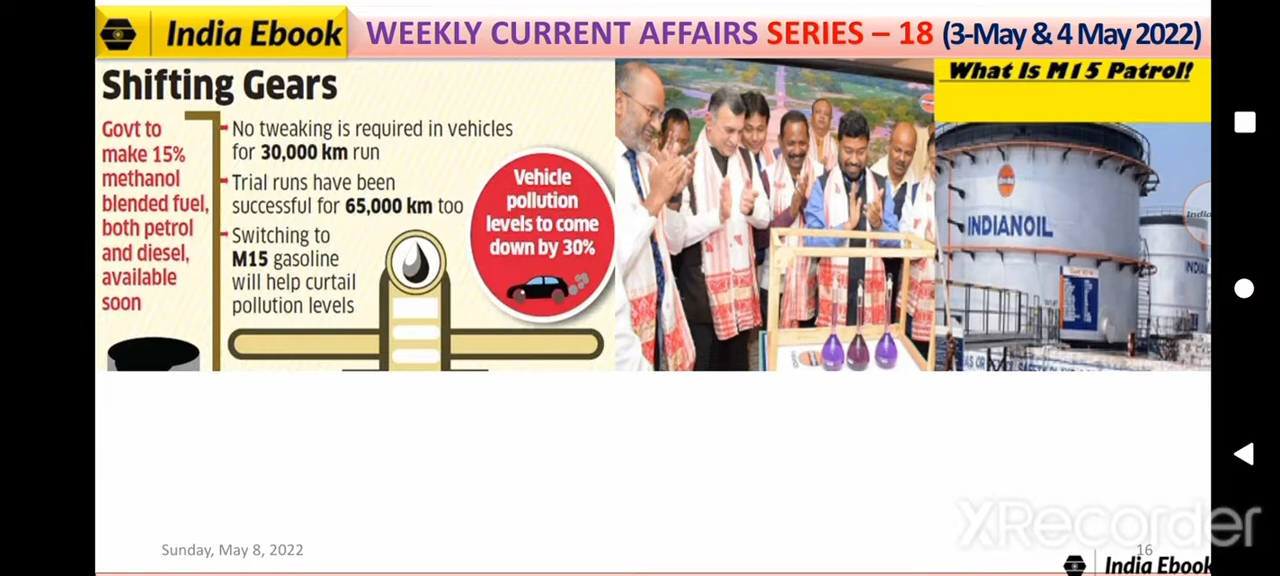 India Ebook
WEEKLY CURRENT AFFAIRS SERIES – 18 (3-May & 4 May 2022)
Shifting Gears
Govt to
make 15%
methanol
blended fuel,
both petrol
and diesel,
available
soon
No tweaking is required in vehicles
for 30,000 km run
Trial runs have been
successful for 65,000 km too
Switching to
M15 gasoline
will help curtail
pollution levels
Vehicle
pollution
levels to come
down by 30%
What Is M15 Patrol!
INDIANOIL
XRecorder
Sunday, May 8, 2022
16
India Ebook